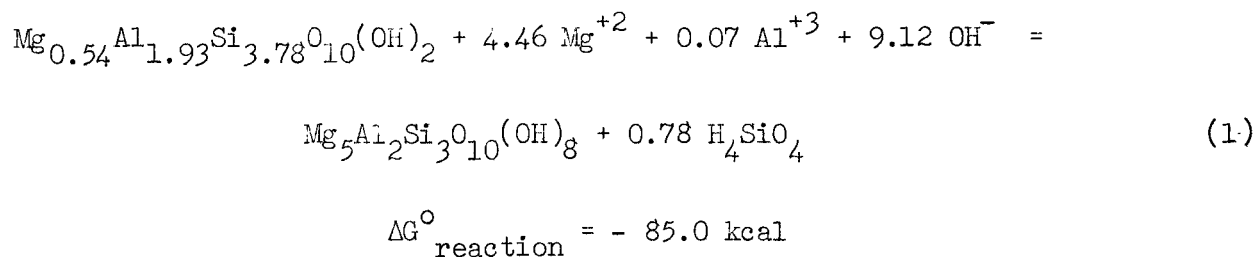 Mg₀.₅₄Al₁.₉₃Si₃.₇₈O₁₀(OH)₂ + 4.46 Mg⁺² + 0.07 Al⁺³ + 9.12 OH⁻ =
Mg₅Al₂Si₃O₁₀(OH)₈ + 0.78 H₄SiO₄ (1)
ΔG°reaction = - 85.0 kcal